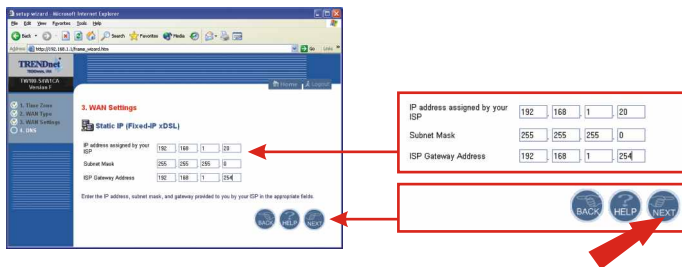 setup wizard - Microsoft Internet Explorer
File Edit View Favorites Tools Help
Back Search Favorites Media
Address http://192.168.1.1/frame_wizard.htm Go Links
TRENDnet
TRENDware, USA
TW100-S4W1CA
Version F
Home Logout
1. Time Zone
2. WAN Type
3. WAN Settings
4. DNS
3. WAN Settings
Static IP (Fixed-IP xDSL)
IP address assigned by your ISP 192 . 168 . 1 . 20
Subnet Mask 255 . 255 . 255 . 0
ISP Gateway Address 192 . 168 . 1 . 254
Enter the IP address, subnet mask, and gateway provided to you by your ISP in the appropriate fields
BACK HELP NEXT
IP address assigned by your
ISP 192 . 168 . 1 . 20
Subnet Mask 255 . 255 . 255 . 0
ISP Gateway Address 192 . 168 . 1 . 254
BACK HELP NEXT